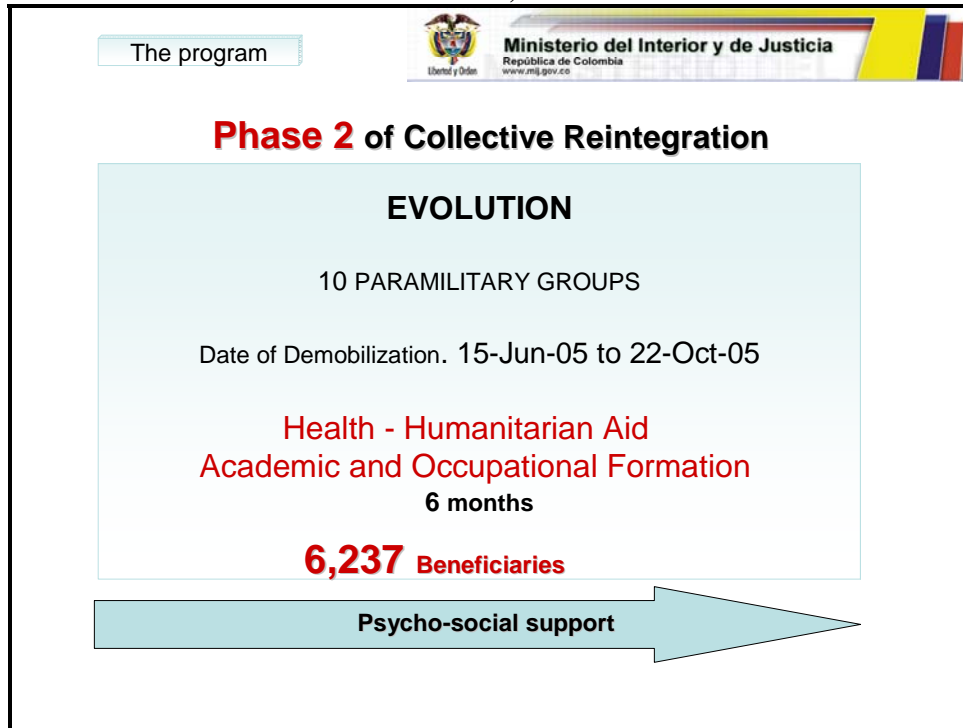 The program
Libertad y Orden
Ministerio del Interior y de Justicia
República de Colombia
www.mij.gov.co
Phase 2 of Collective Reintegration
EVOLUTION
10 PARAMILITARY GROUPS
Date of Demobilization. 15-Jun-05 to 22-Oct-05
Health - Humanitarian Aid
Academic and Occupational Formation
6 months
6,237 Beneficiaries
Psycho-social support